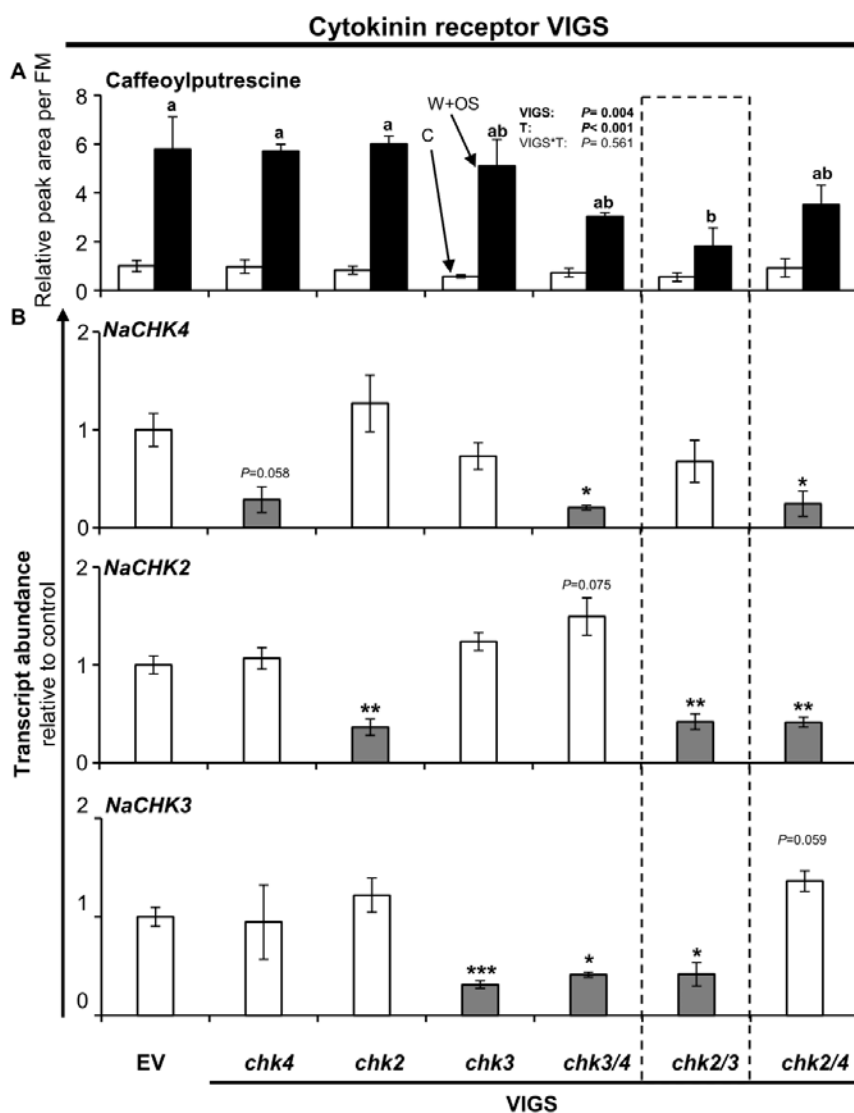 Cytokinin receptor VIGS
A
Caffeoylputrescine
Relative peak area per FM
8
6
4
2
0
a
a
a
ab
ab
b
ab
W+OS
C
VIGS: P= 0.004
T: P< 0.001
VIGS*T: P= 0.561
B
NaCHK4
2
1
0
P=0.058
*
*
NaCHK2
2
1
0
**
P=0.075
**
**
NaCHK3
2
1
0
***
*
*
P=0.059
Transcript abundance
relative to control
EV chk4 chk2 chk3 chk3/4 chk2/3 chk2/4
VIGS